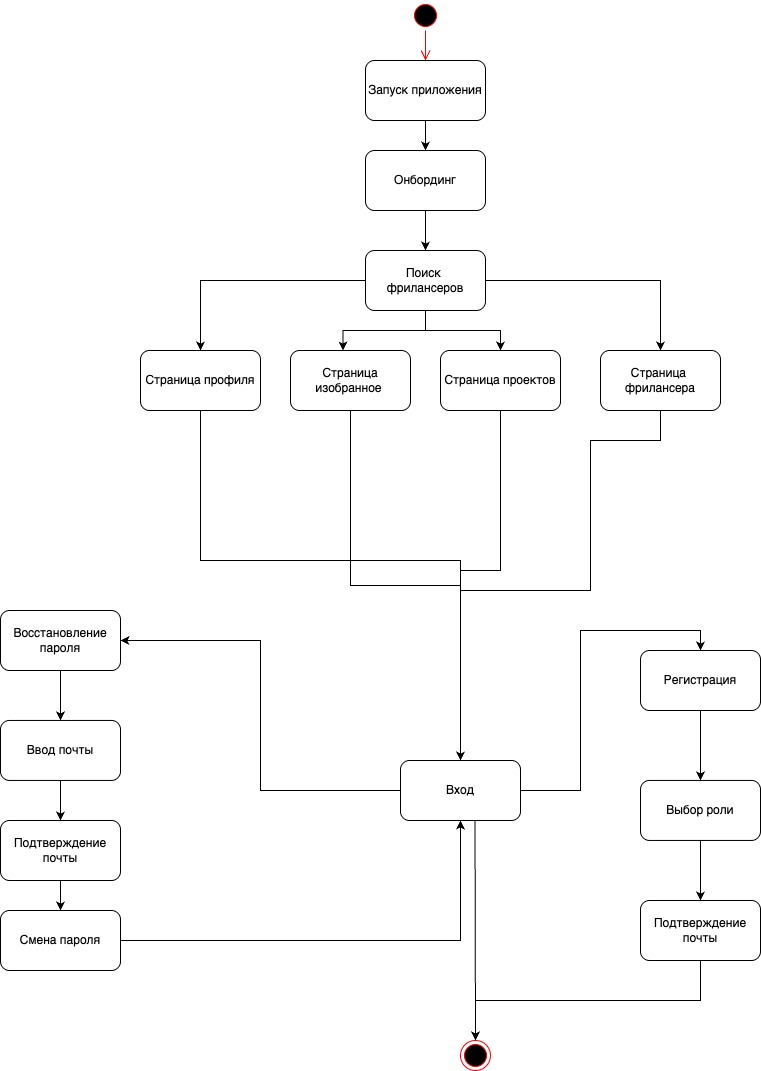 Запуск приложения
Онбординг
Поиск
фрилансеров
Страница профиля
Страница
изобранное
Страница проектов
Страница
фрилансера
Восстановление
пароля
Ввод почты
Подтверждение
почты
Смена пароля
Вход
Регистрация
Выбор роли
Подтверждение
почты